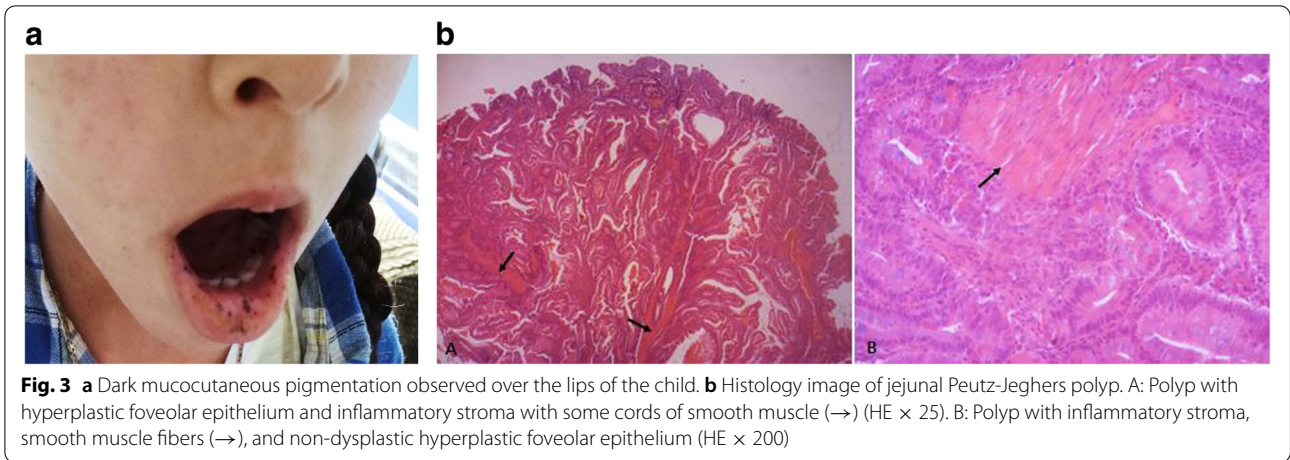 a
b
A
B
Fig. 3 a Dark mucocutaneous pigmentation observed over the lips of the child. b Histology image of jejunal Peutz-Jeghers polyp. A: Polyp with
hyperplastic foveolar epithelium and inflammatory stroma with some cords of smooth muscle (→) (HE × 25). B: Polyp with inflammatory stroma,
smooth muscle fibers (→), and non-dysplastic hyperplastic foveolar epithelium (HE × 200)